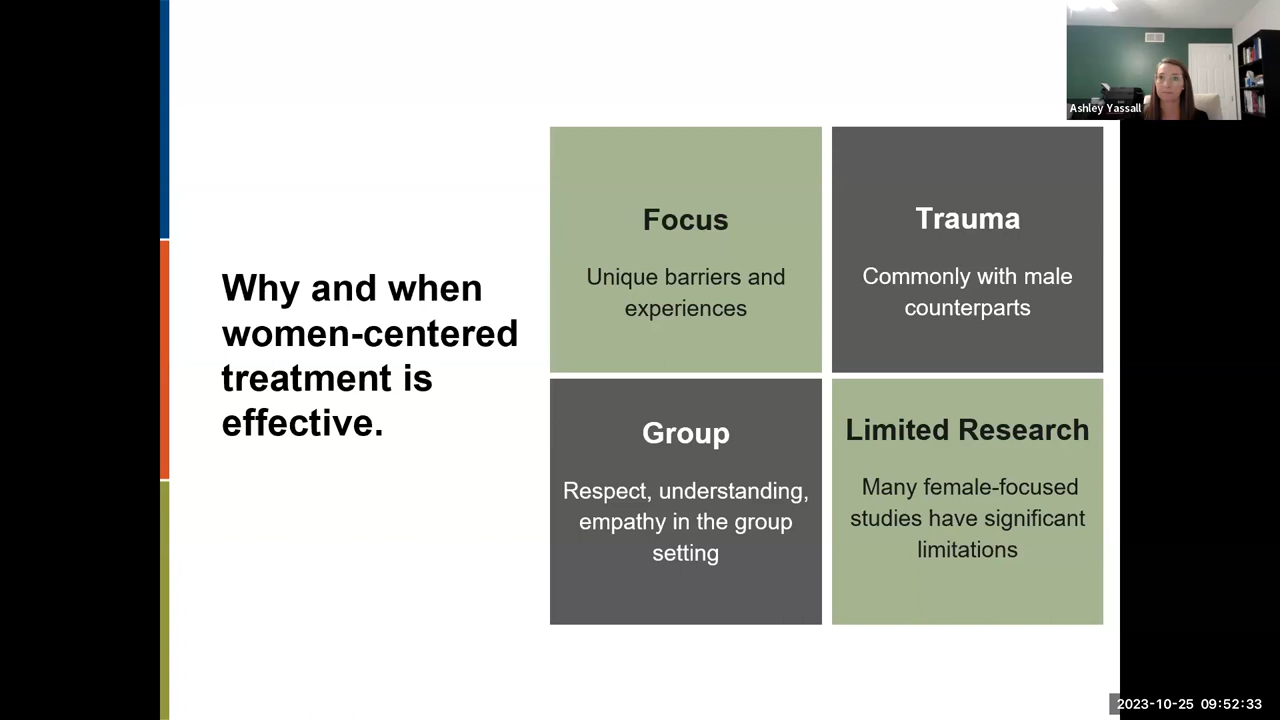 Ashley Yassall
Why and when
women-centered
treatment is
effective.
Focus
Unique barriers and
experiences
Trauma
Commonly with male
counterparts
Group
Respect, understanding,
empathy in the group
setting
Limited Research
Many female-focused
studies have significant
limitations
2023-10-25 09:52:33